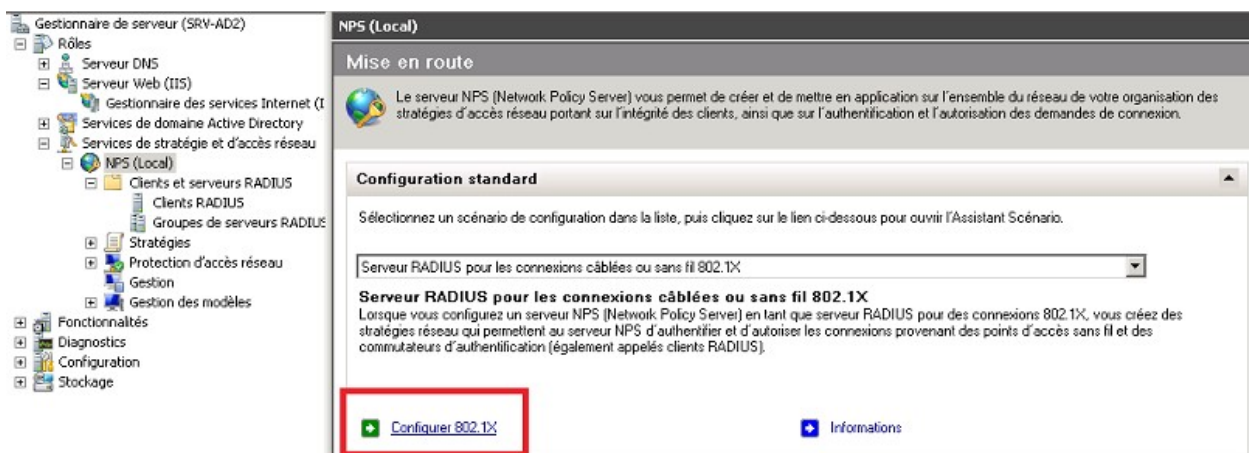 Gestionnaire de serveur (SRV-AD2)
Rôles
Serveur DNS
Serveur Web (IIS)
Gestionnaire des services Internet (I
Services de domaine Active Directory
Services de stratégie et d'accès réseau
NPS (Local)
Clients et serveurs RADIUS
Clients RADIUS
Groupes de serveurs RADIUS
Stratégies
Protection d'accès réseau
Gestion
Gestion des modèles
Fonctionnalités
Diagnostics
Configuration
Stockage
NPS (Local)
Mise en route
Le serveur NPS (Network Policy Server) vous permet de créer et de mettre en application sur l'ensemble du réseau de votre organisation des
stratégies d'accès réseau portant sur l'intégrité des clients, ainsi que sur l'authentification et l'autorisation des demandes de connexion.
Configuration standard
Sélectionnez un scénario de configuration dans la liste, puis cliquez sur le lien ci-dessous pour ouvrir l'Assistant Scénario.
Serveur RADIUS pour les connexions câblées ou sans fil 802.1X
Serveur RADIUS pour les connexions câblées ou sans fil 802.1X
Lorsque vous configurez un serveur NPS (Network Policy Server) en tant que serveur RADIUS pour des connexions 802.1X, vous créez des
stratégies réseau qui permettent au serveur NPS d'authentifier et d'autoriser les connexions provenant des points d'accès sans fil et des
commutateurs d'authentification (également appelés clients RADIUS).
Configurer 802.1X
Informations